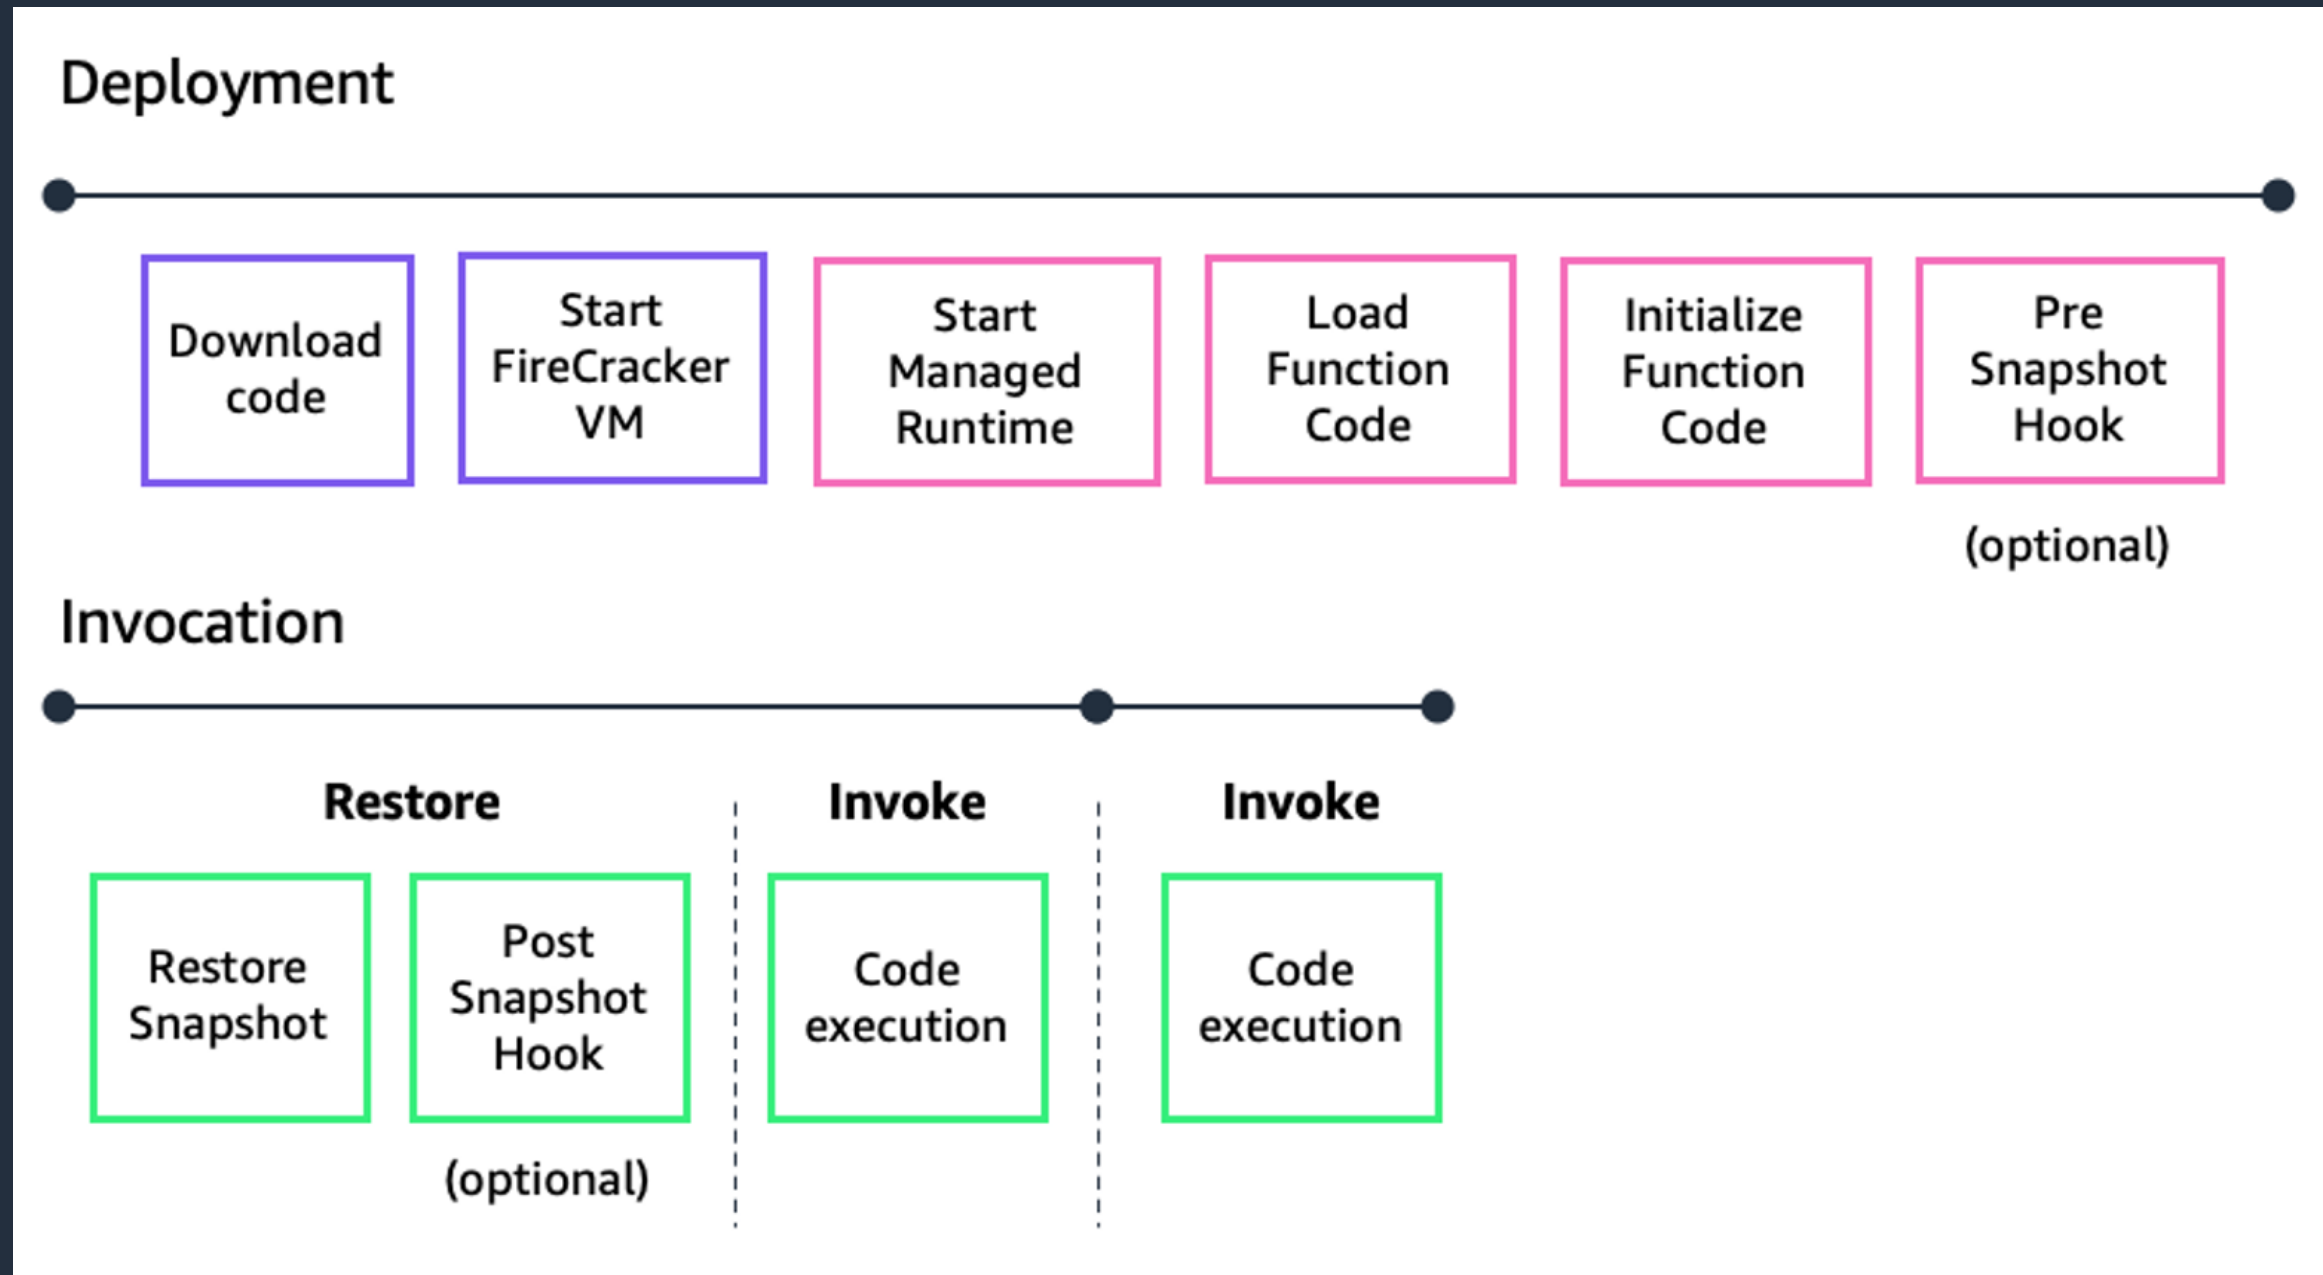 Deployment
Download
code
Start
FireCracker
VM
Start
Managed
Runtime
Load
Function
Code
Initialize
Function
Code
Pre
Snapshot
Hook
(optional)
Invocation
Restore
Invoke
Invoke
Restore
Snapshot
Post
Snapshot
Hook
(optional)
Code
execution
Code
execution